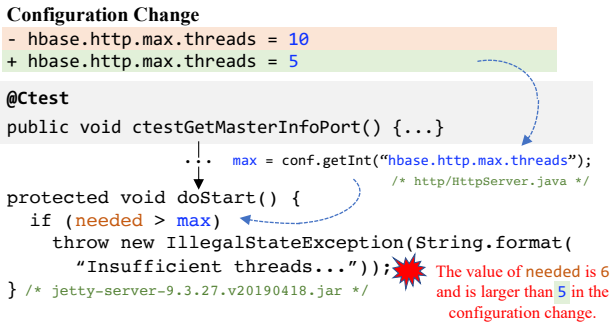 Configuration Change
- hbase.http.max.threads = 10
+ hbase.http.max.threads = 5
@Ctest
public void ctestGetMasterInfoPort() {...}
... max = conf.getInt(“hbase.http.max.threads”);
/* http/HttpServer.java */
protected void doStart() {
if (needed > max)
throw new IllegalStateException(String.format(
“Insufficient threads...”));
} /* jetty-server-9.3.27.v20190418.jar */
The value of needed is 6
and is larger than 5 in the
configuration change.